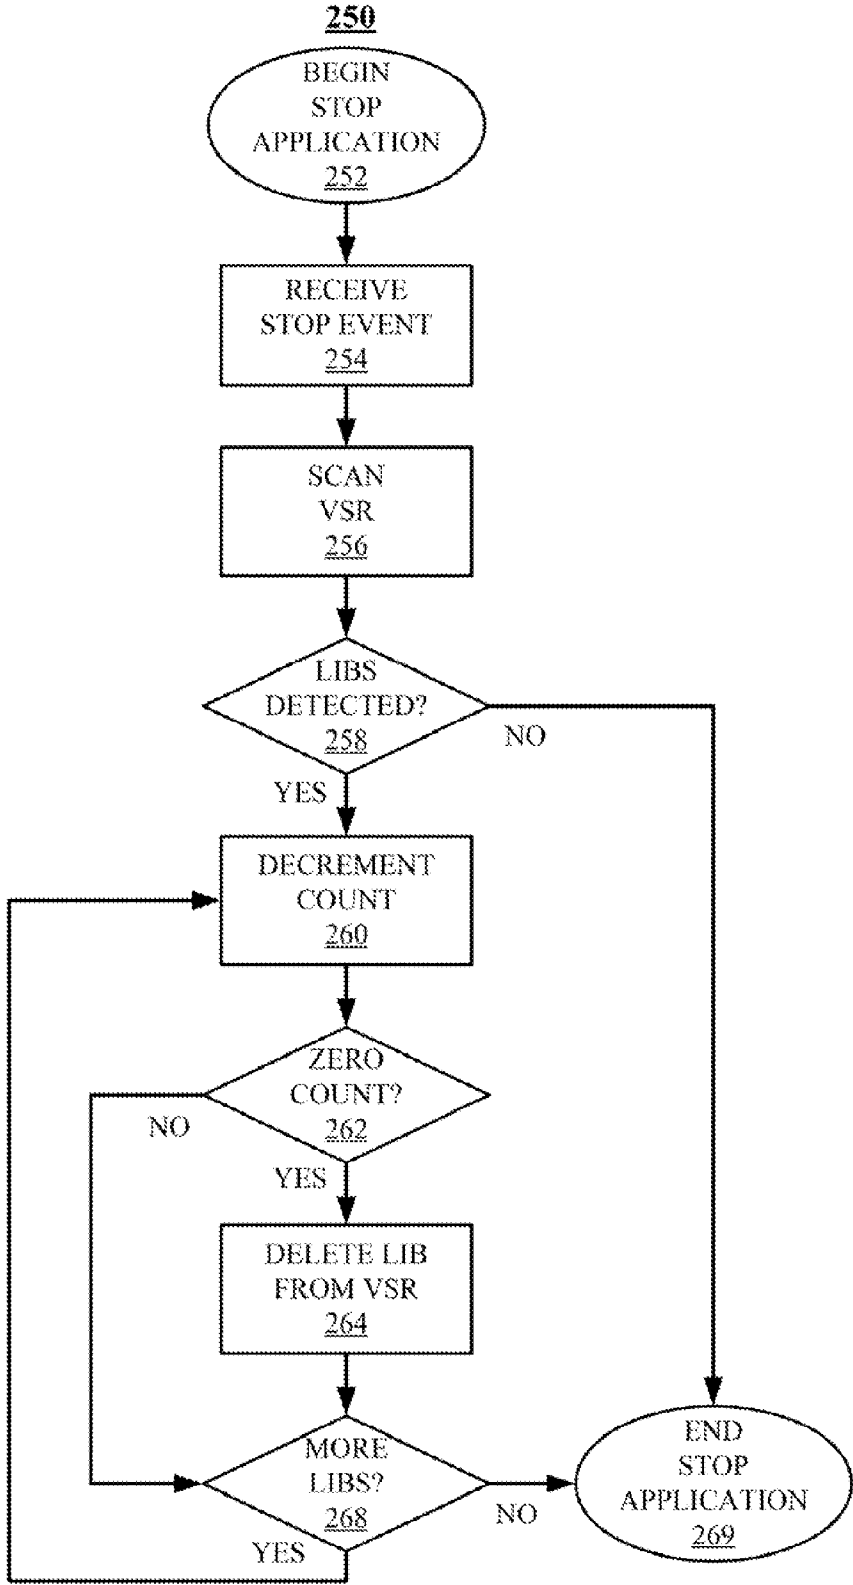 250
BEGIN
STOP
APPLICATION
252
RECEIVE
STOP EVENT
254
SCAN
VSR
256
LIBS
DETECTED?
258
NO
YES
DECREMENT
COUNT
260
ZERO
COUNT?
262
NO
YES
DELETE LIB
FROM VSR
264
MORE
LIBS?
268
NO
YES
END
STOP
APPLICATION
269